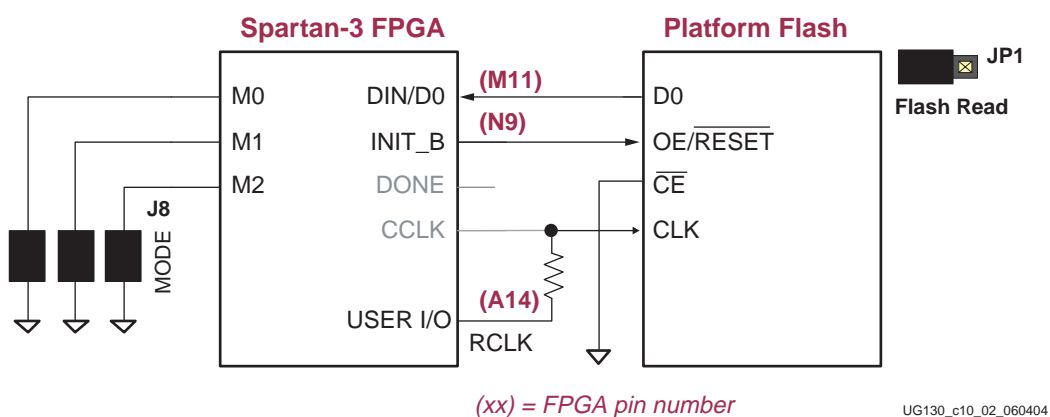 Spartan-3 FPGA
Platform Flash
JP1
Flash Read
M0
DIN/D0
(M11)
D0
M1
INIT_B
(N9)
OE/RESET
M2
DONE
CE
J8
MODE
CCLK
CLK
USER I/O
(A14)
RCLK
(xx) = FPGA pin number
UG130_c10_02_060404